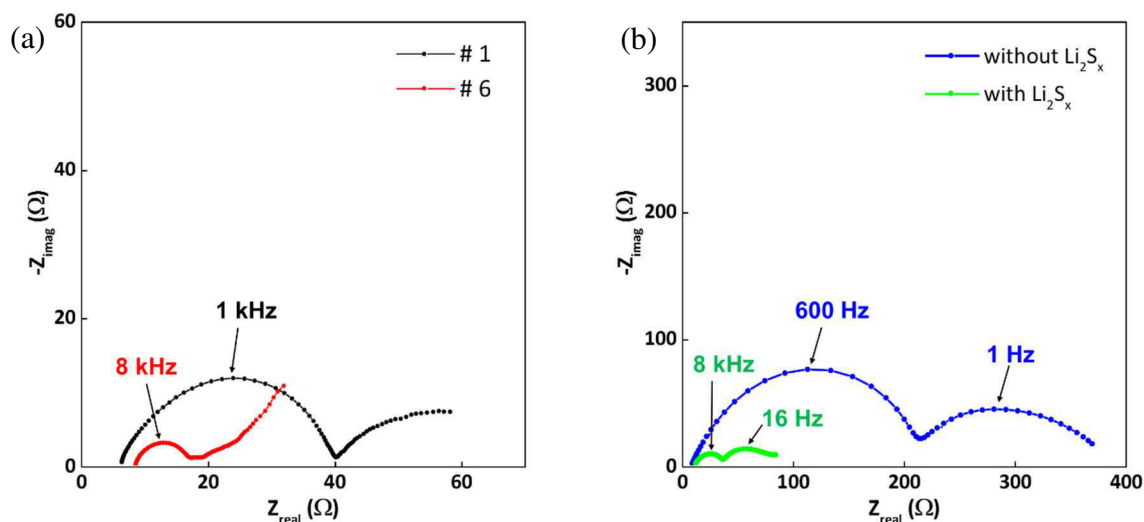 (a)
60
40
20
0
-Z_imag (Ω)
# 1
# 6
1 kHz
8 kHz
0 20 40 60
Z_real (Ω)
(b)
300
200
100
0
-Z_imag (Ω)
without Li₂Sₓ
with Li₂Sₓ
600 Hz
1 Hz
8 kHz
16 Hz
0 100 200 300 400
Z_real (Ω)